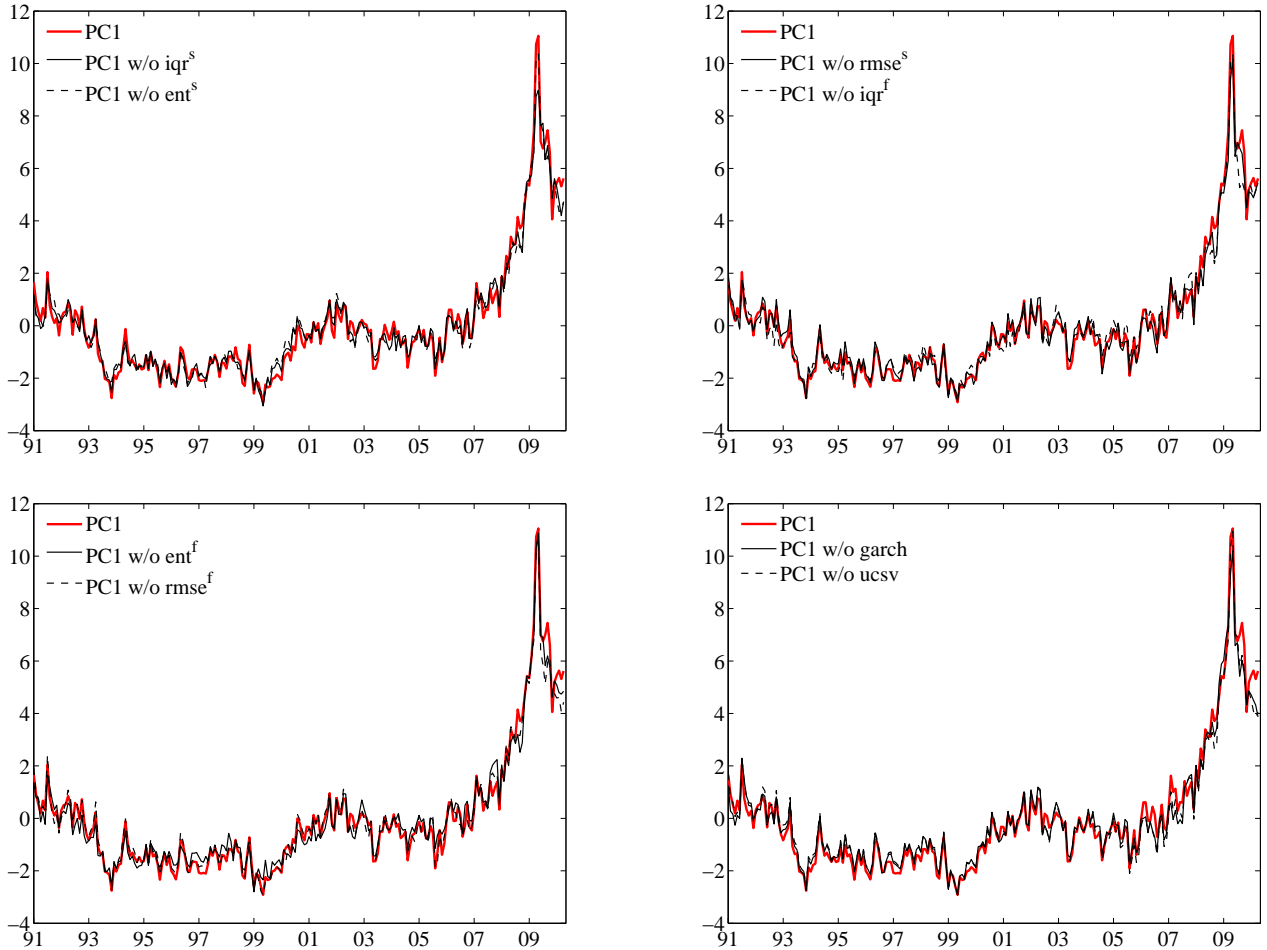 12
10
8
6
4
2
0
−2
−4
91 93 95 97 99 01 03 05 07 09
PC1
PC1 w/o iqr^s
PC1 w/o ent^s
12
10
8
6
4
2
0
−2
−4
91 93 95 97 99 01 03 05 07 09
PC1
PC1 w/o rmse^s
PC1 w/o iqr^f
12
10
8
6
4
2
0
−2
−4
91 93 95 97 99 01 03 05 07 09
PC1
PC1 w/o ent^f
PC1 w/o rmse^f
12
10
8
6
4
2
0
−2
−4
91 93 95 97 99 01 03 05 07 09
PC1
PC1 w/o garch
PC1 w/o ucsv